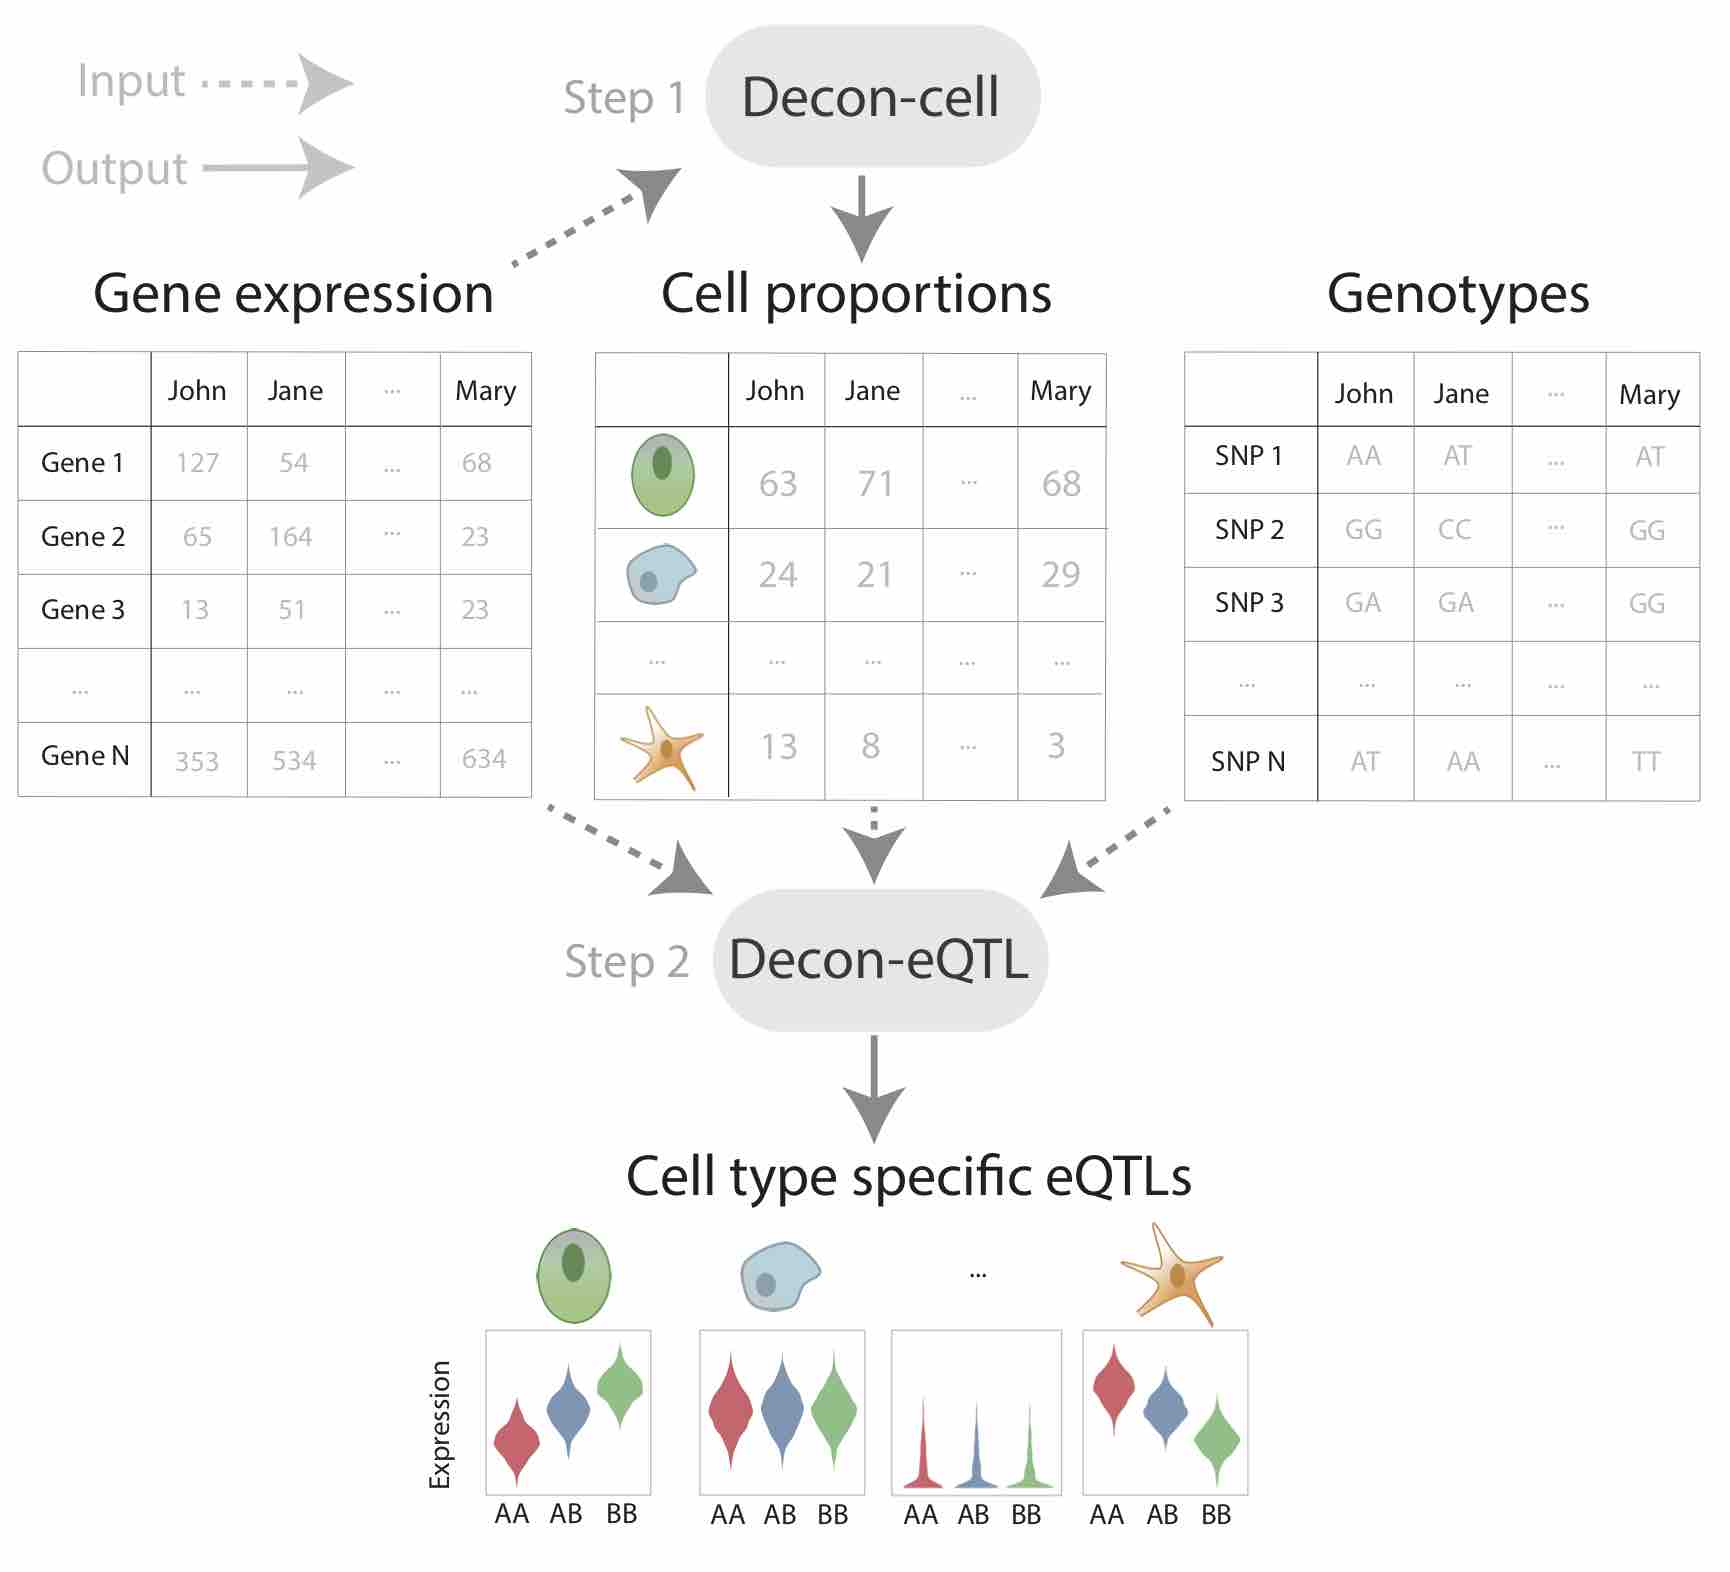 Input
Output
Step 1
Decon-cell
Gene expression
Cell proportions
Genotypes
John Jane ... Mary
Gene 1 127 54 ... 68
Gene 2 65 164 ... 23
Gene 3 13 51 ... 23
... ... ... ... ...
Gene N 353 534 ... 634
John Jane ... Mary
63 71 ... 68
24 21 ... 29
... ... ... ... ...
13 8 ... 3
John Jane ... Mary
SNP 1 AA AT ... AT
SNP 2 GG CC ... GG
SNP 3 GA GA ... GG
... ... ... ... ...
SNP N AT AA ... TT
Step 2
Decon-eQTL
Cell type specific eQTLs
...
Expression
AA AB BB
AA AB BB
AA AB BB
AA AB BB